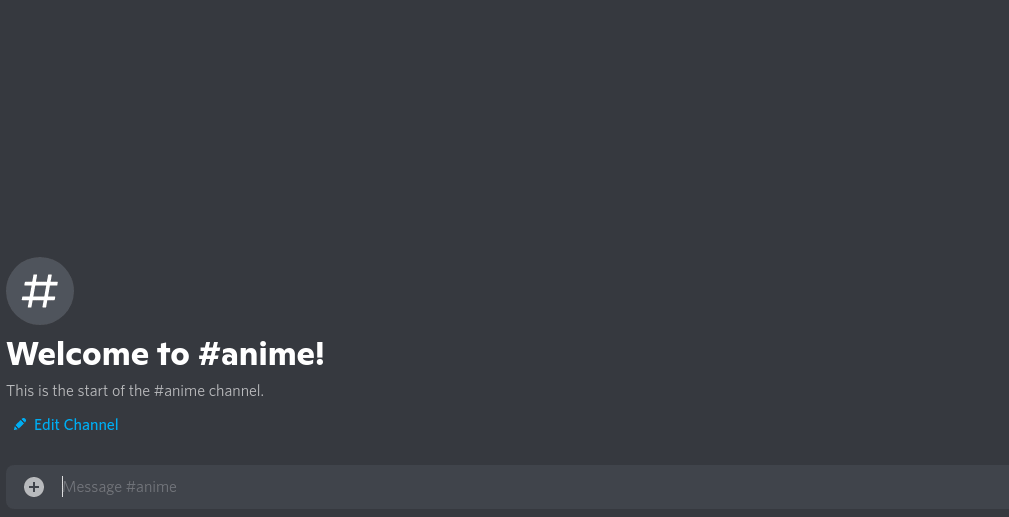 #
Welcome to #anime!
This is the start of the #anime channel.
Edit Channel
Message #anime